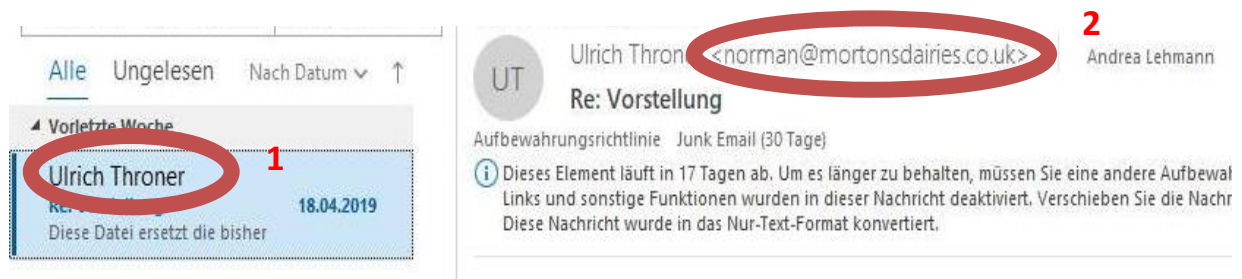 Alle Ungelesen Nach Datum ↑
Vorletzte Woche
Ulrich Throner
1
18.04.2019
Diese Datei ersetzt die bisher
2
UT
Ulrich Throner <norman@mortonsdairies.co.uk>
Andrea Lehmann
Re: Vorstellung
Aufbewahrungsrichtlinie Junk Email (30 Tage)
Dieses Element läuft in 17 Tagen ab. Um es länger zu behalten, müssen Sie eine andere Aufbewah
Links und sonstige Funktionen wurden in dieser Nachricht deaktiviert. Verschieben Sie die Nachr
Diese Nachricht wurde in das Nur-Text-Format konvertiert.